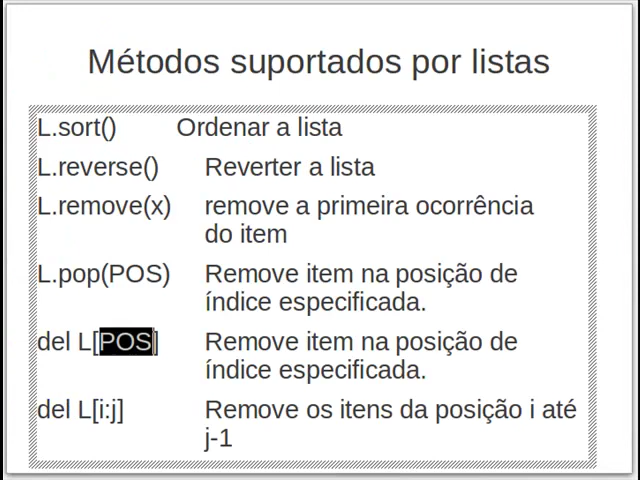 Métodos suportados por listas
L.sort() Ordenar a lista
L.reverse() Reverter a lista
L.remove(x) remove a primeira ocorrência
do item
L.pop(POS) Remove item na posição de
índice especificada.
del L[POS] Remove item na posição de
índice especificada.
del L[i:j] Remove os itens da posição i até
j-1